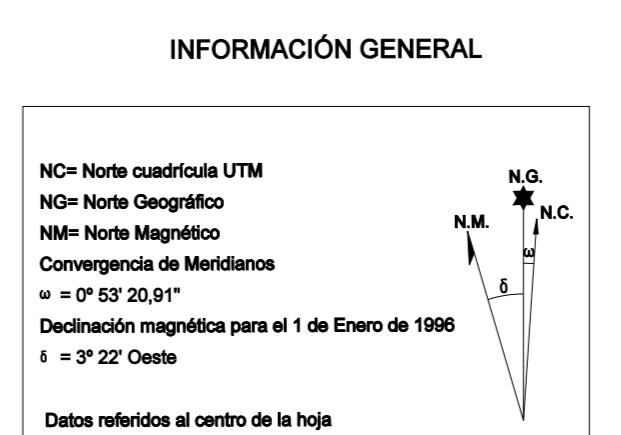 INFORMACIÓN GENERAL
NC= Norte cuadrícula UTM
NG= Norte Geográfico
NM= Norte Magnético
Convergencia de Meridianos
ω = 0º 53' 20,91"
Declinación magnética para el 1 de Enero de 1996
δ = 3º 22' Oeste
Datos referidos al centro de la hoja
N.G.
N.M.
N.C.
ω
δ